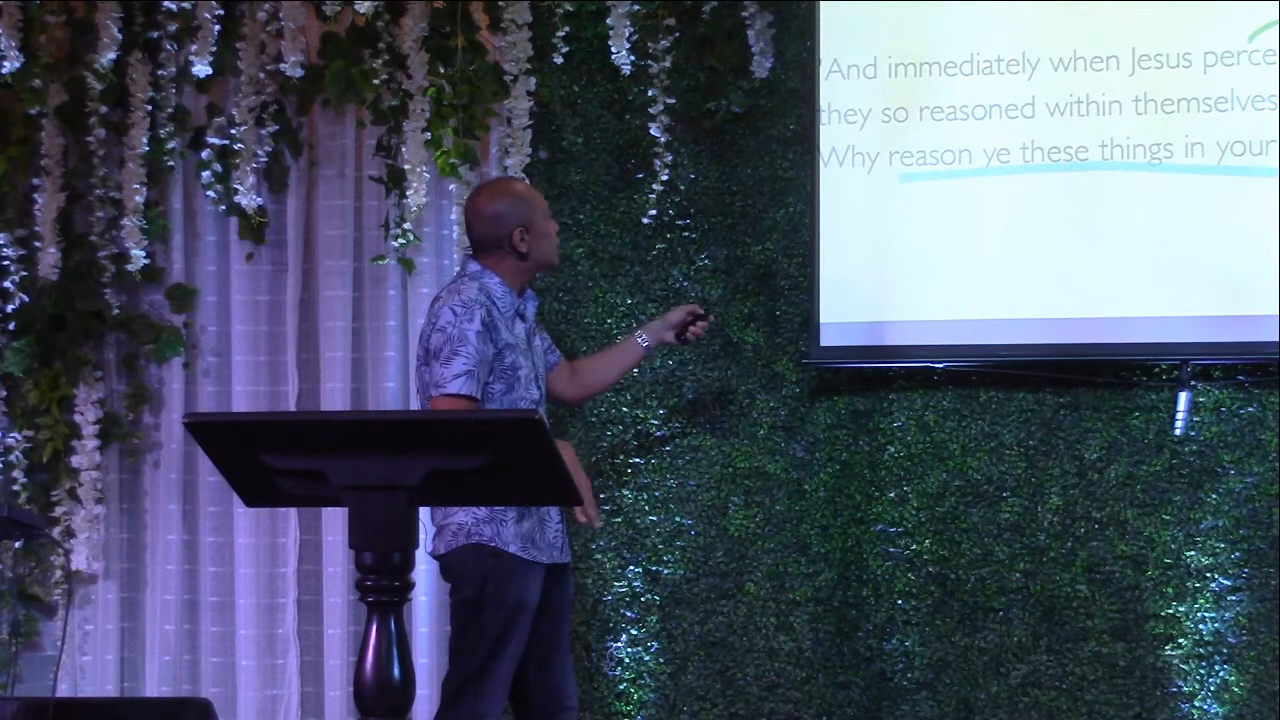 "And immediately when Jesus perce
they so reasoned within themselves
Why reason ye these things in your